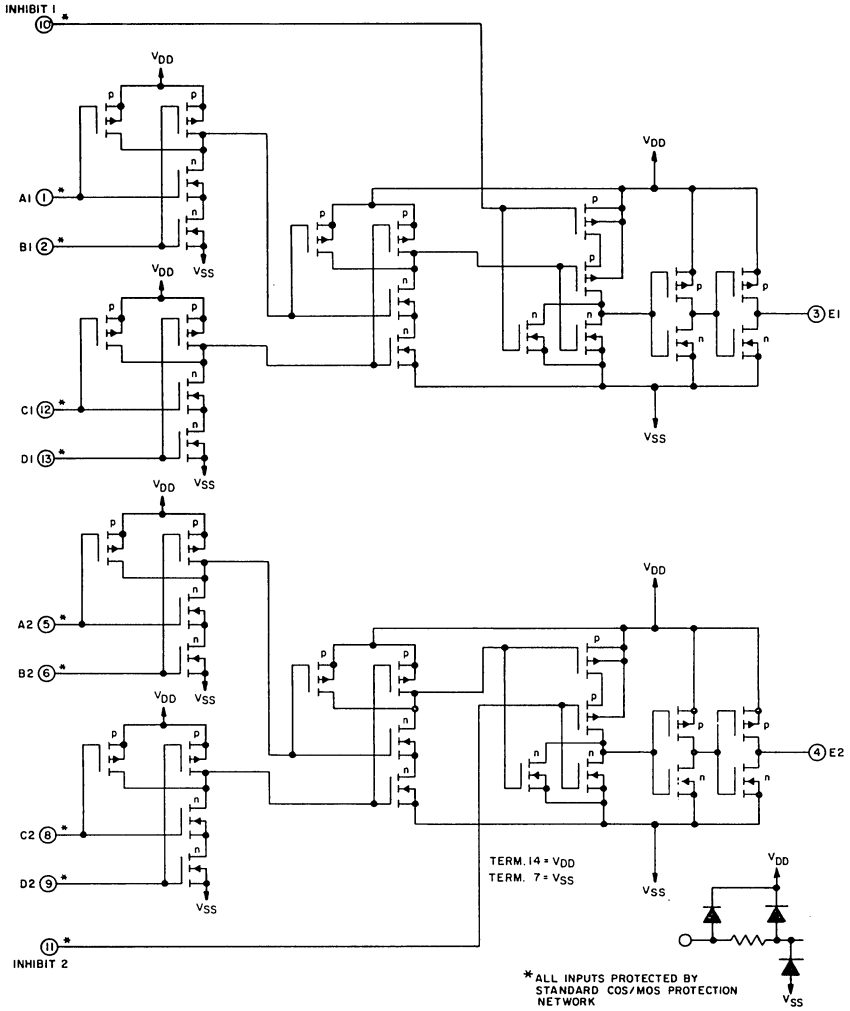 INHIBIT 1
10 *
VDD
p p
n
A1 1 *
n
B1 2 *
VSS
VDD
p p
n
C1 12 *
n
D1 13 *
VSS
VDD
p p
p
p
n n
p p
n n
n
n
3 E1
VSS
VDD
p p
n
A2 5 *
n
B2 6 *
VSS
VDD
p p
n
C2 8 *
n
D2 9 *
VSS
VDD
p p
p
p
n n
p p
n n
n
n
4 E2
VSS
TERM. 14 = VDD
TERM. 7 = VSS
11 *
INHIBIT 2
VDD
VSS
* ALL INPUTS PROTECTED BY
STANDARD COS/MOS PROTECTION
NETWORK